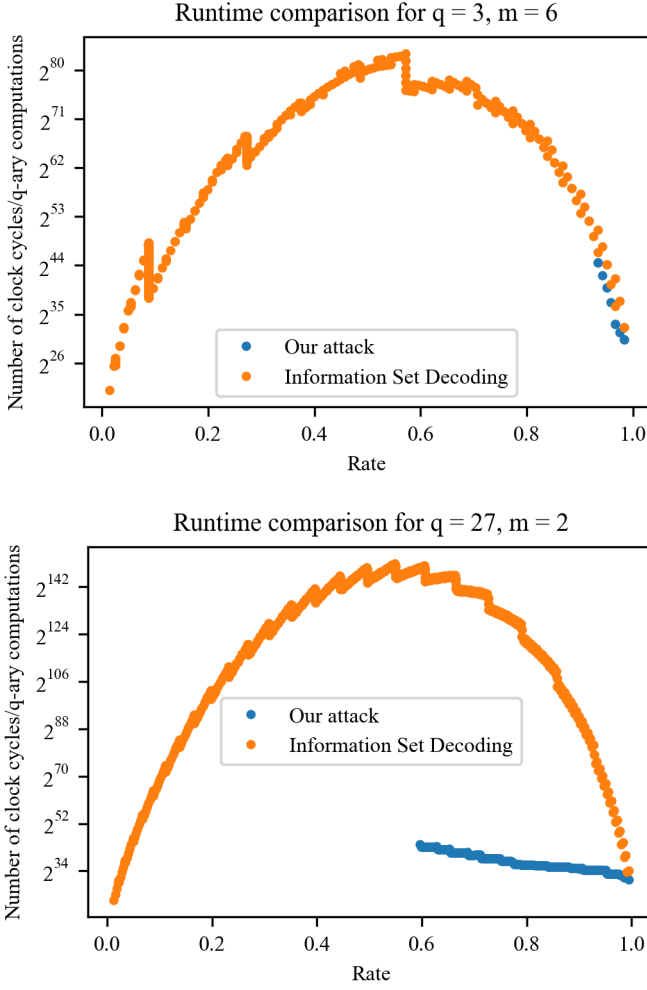 Runtime comparison for q = 3, m = 6
Number of clock cycles/q-ary computations
2^80
2^71
2^62
2^53
2^44
2^35
2^26
Our attack
Information Set Decoding
0.0 0.2 0.4 0.6 0.8 1.0
Rate
Runtime comparison for q = 27, m = 2
Number of clock cycles/q-ary computations
2^142
2^124
2^106
2^88
2^70
2^52
2^34
Our attack
Information Set Decoding
0.0 0.2 0.4 0.6 0.8 1.0
Rate